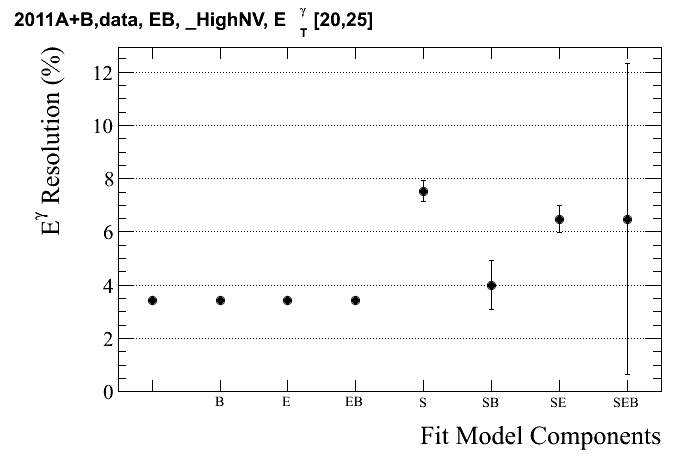 2011A+B,data, EB, _HighNV, E γ T [20,25]
E γ Resolution (%)
12
10
8
6
4
2
0
B E EB S SB SE SEB
Fit Model Components